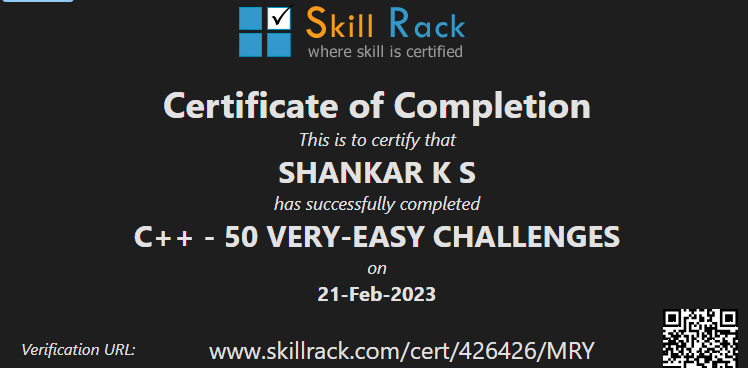 Skill Rack
where skill is certified
Certificate of Completion
This is to certify that
SHANKAR K S
has successfully completed
C++ - 50 VERY-EASY CHALLENGES
on
21-Feb-2023
Verification URL: www.skillrack.com/cert/426426/MRY